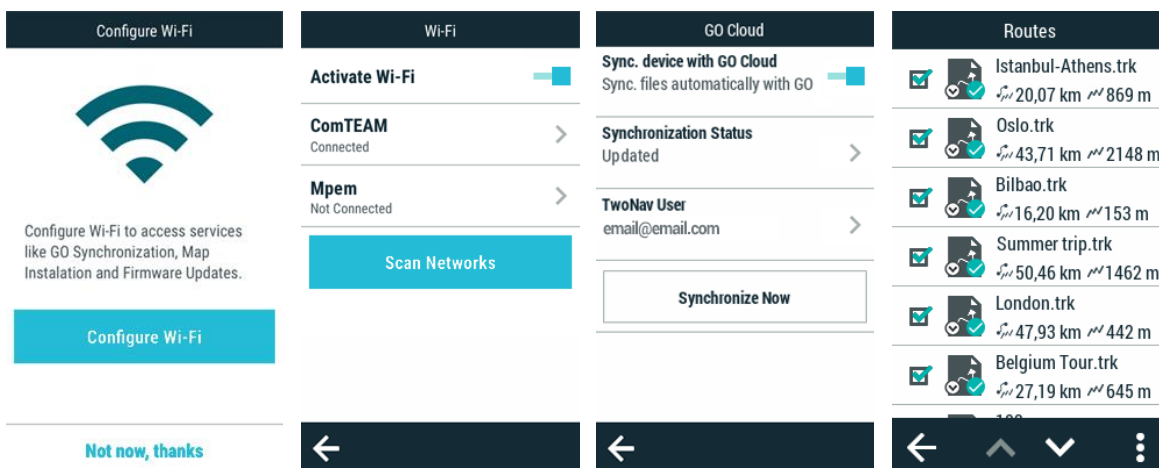 Configure Wi-Fi
Configure Wi-Fi to access services
like GO Synchronization, Map
Instalation and Firmware Updates.
Configure Wi-Fi
Not now, thanks
Wi-Fi
Activate Wi-Fi
ComTEAM
Connected
Mpem
Not Connected
Scan Networks
GO Cloud
Sync. device with GO Cloud
Sync. files automatically with GO
Synchronization Status
Updated
TwoNav User
email@email.com
Synchronize Now
Routes
Istanbul-Athens.trk
20,07 km 869 m
Oslo.trk
43,71 km 2148 m
Bilbao.trk
16,20 km 153 m
Summer trip.trk
50,46 km 1462 m
London.trk
47,93 km 442 m
Belgium Tour.trk
27,19 km 645 m